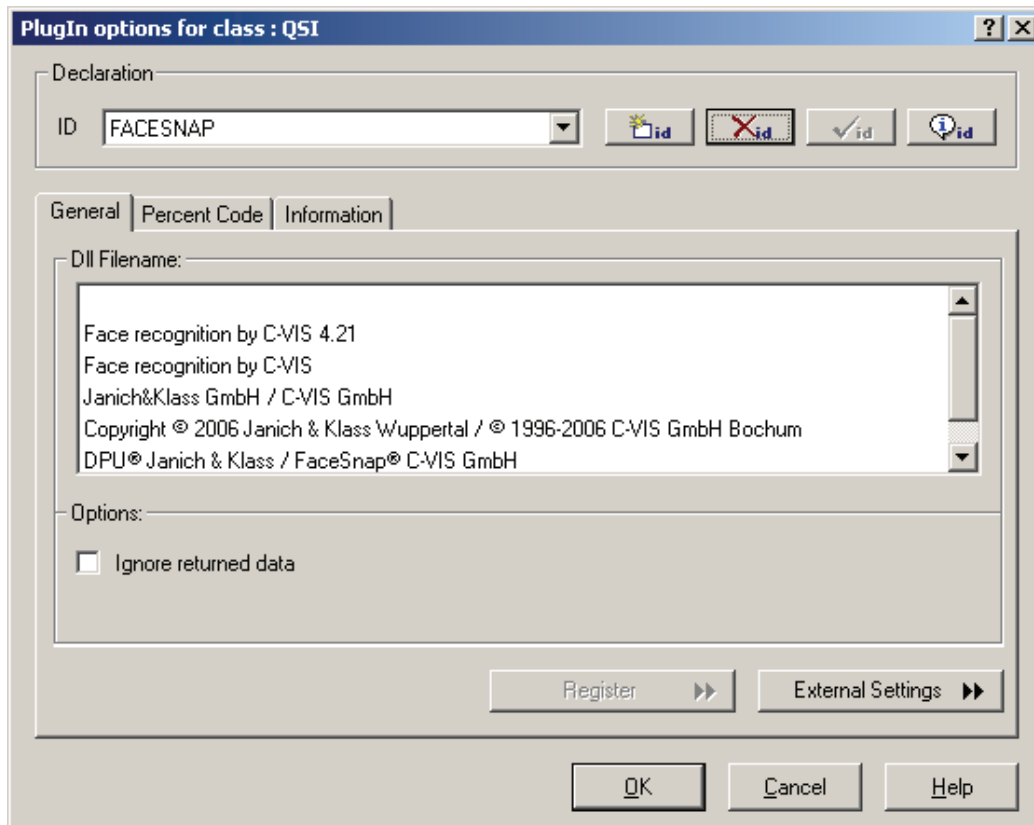 PlugIn options for class : QSI
Declaration
ID FACESNAP id id id id
General Percent Code Information
Dll Filename:
Face recognition by C-VIS 4.21
Face recognition by C-VIS
Janich&Klass GmbH / C-VIS GmbH
Copyright © 2006 Janich & Klass Wuppertal / © 1996-2006 C-VIS GmbH Bochum
DPU® Janich & Klass / FaceSnap® C-VIS GmbH
Options:
Ignore returned data
Register External Settings
OK Cancel Help